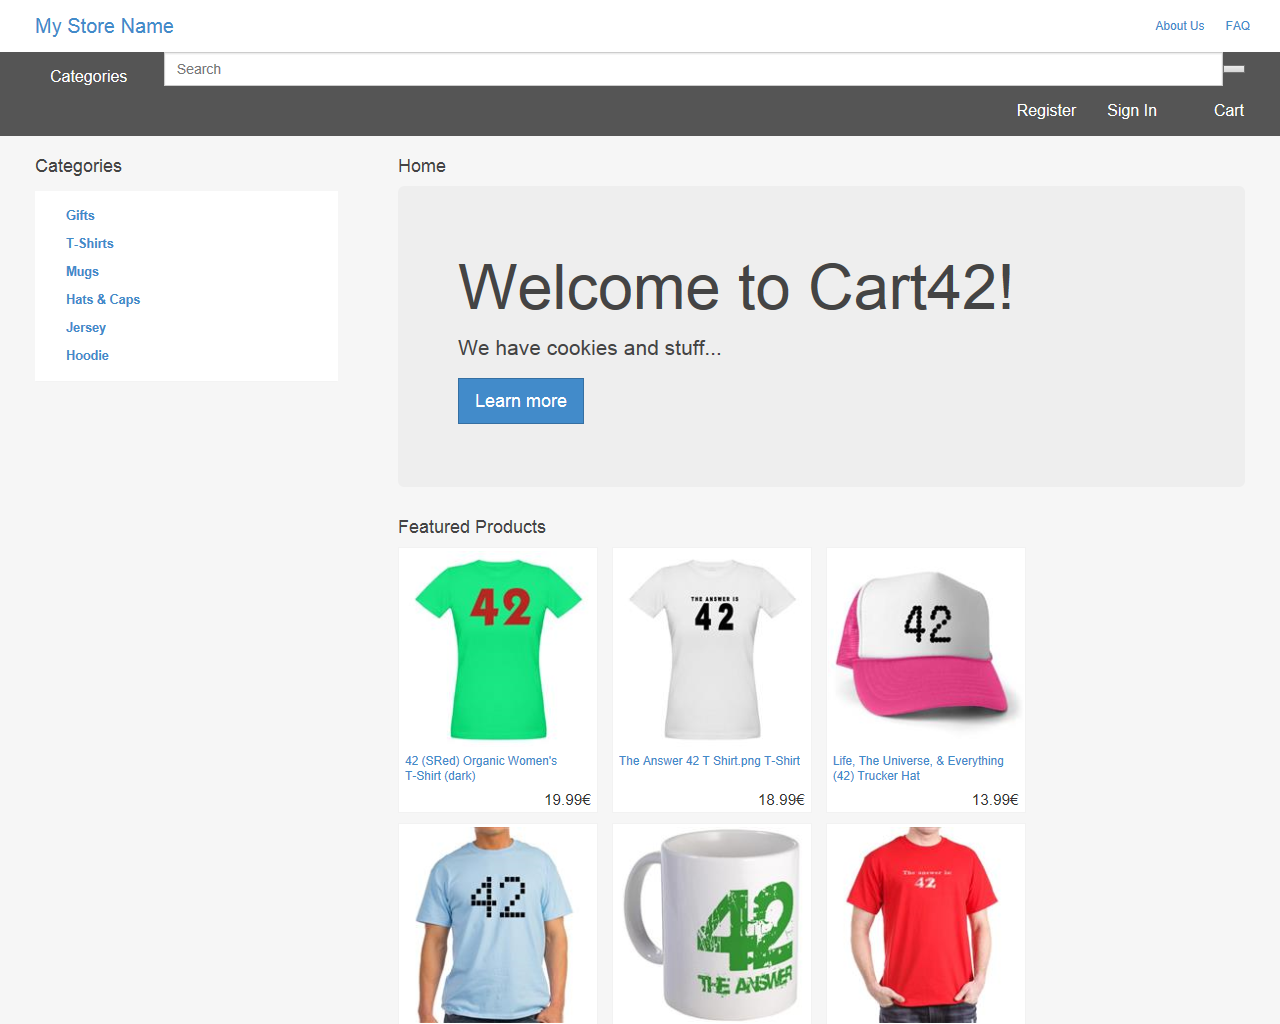 My Store Name
About Us
FAQ
Categories
Search
Register
Sign In
Cart
Categories
Gifts
T-Shirts
Mugs
Hats & Caps
Jersey
Hoodie
Home
Welcome to Cart42!
We have cookies and stuff...
Learn more
Featured Products
42
THE ANSWER IS
42
42
42 (SRed) Organic Women's
T-Shirt (dark)
19.99€
The Answer 42 T Shirt.png T-Shirt
18.99€
Life, The Universe, & Everything
(42) Trucker Hat
13.99€
42
42
THE ANSWER
The answer is
42